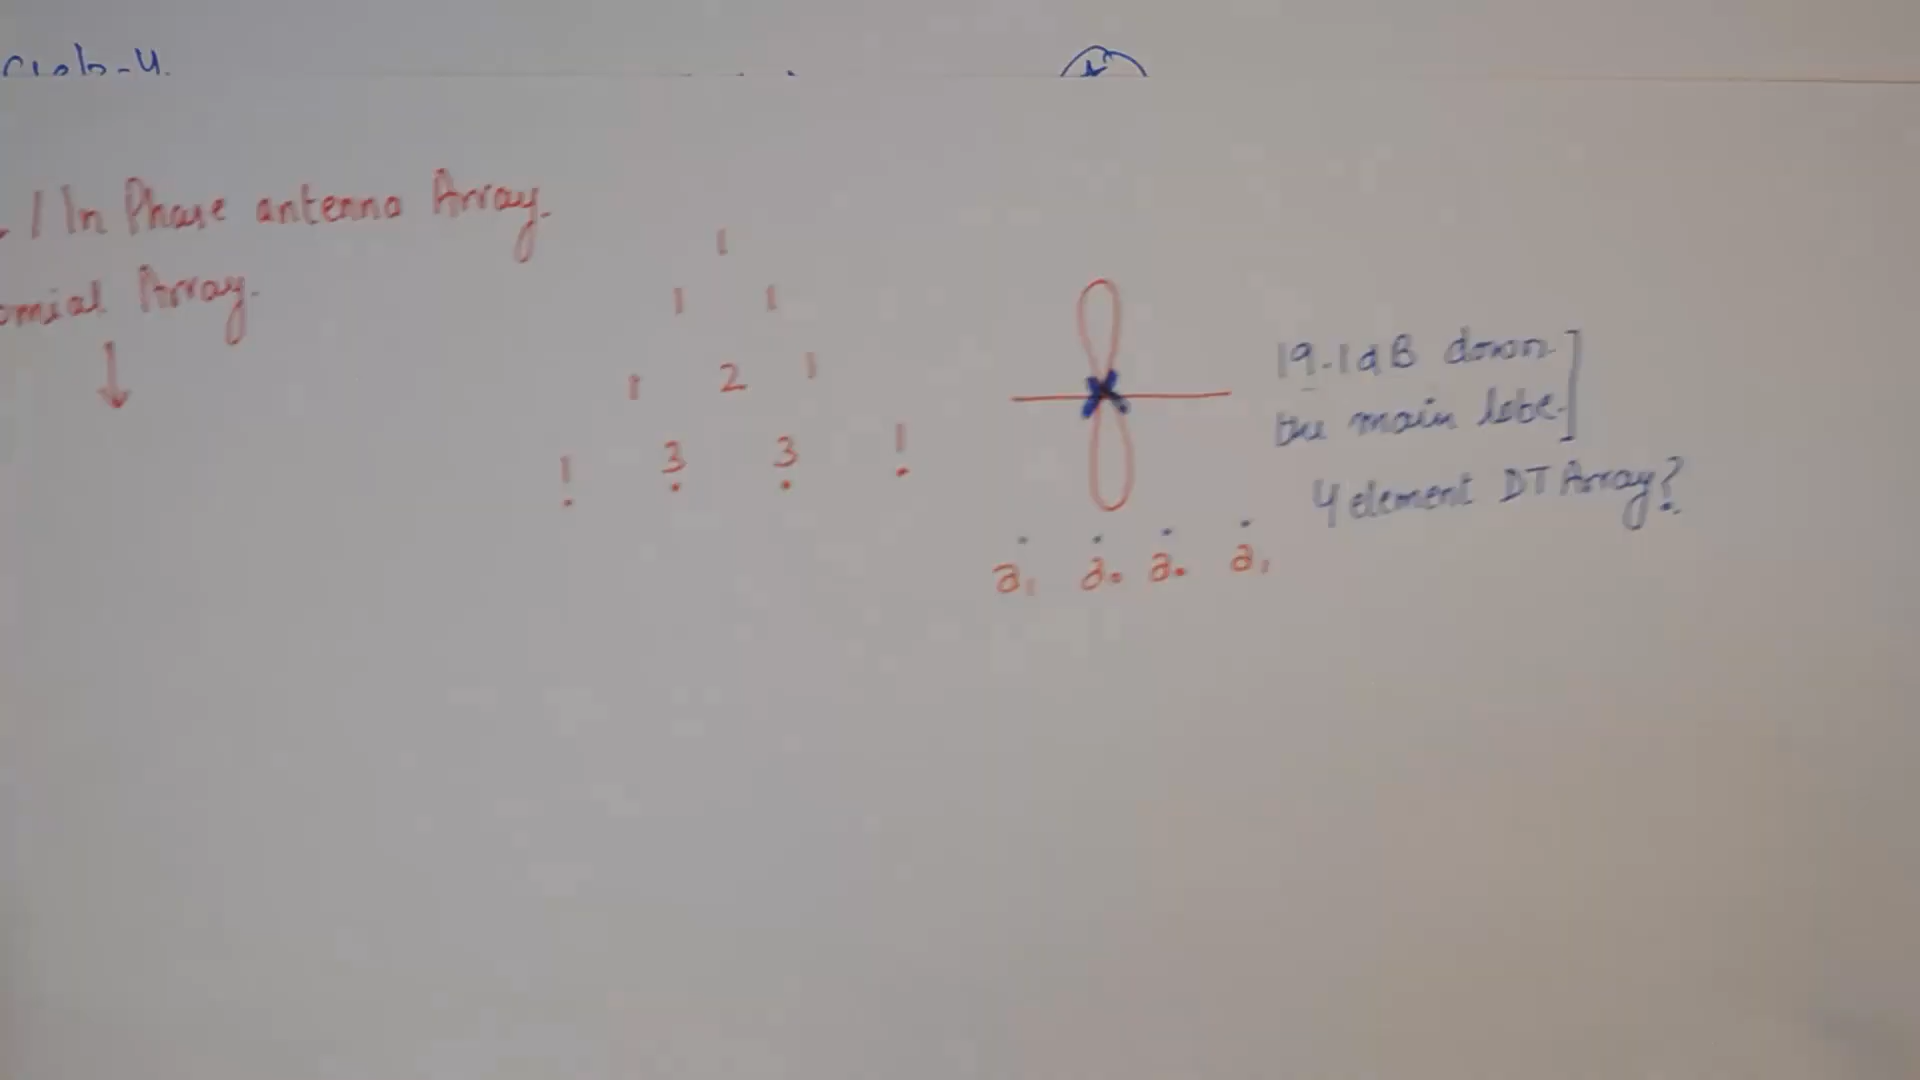 / In Phase antenna Array.
omial Array.
1
1 1
1 2 1
1 3 3 1
19.1dB down
the main lobe.
4 element DT Array?
a₁ a₀ a₀ a₁